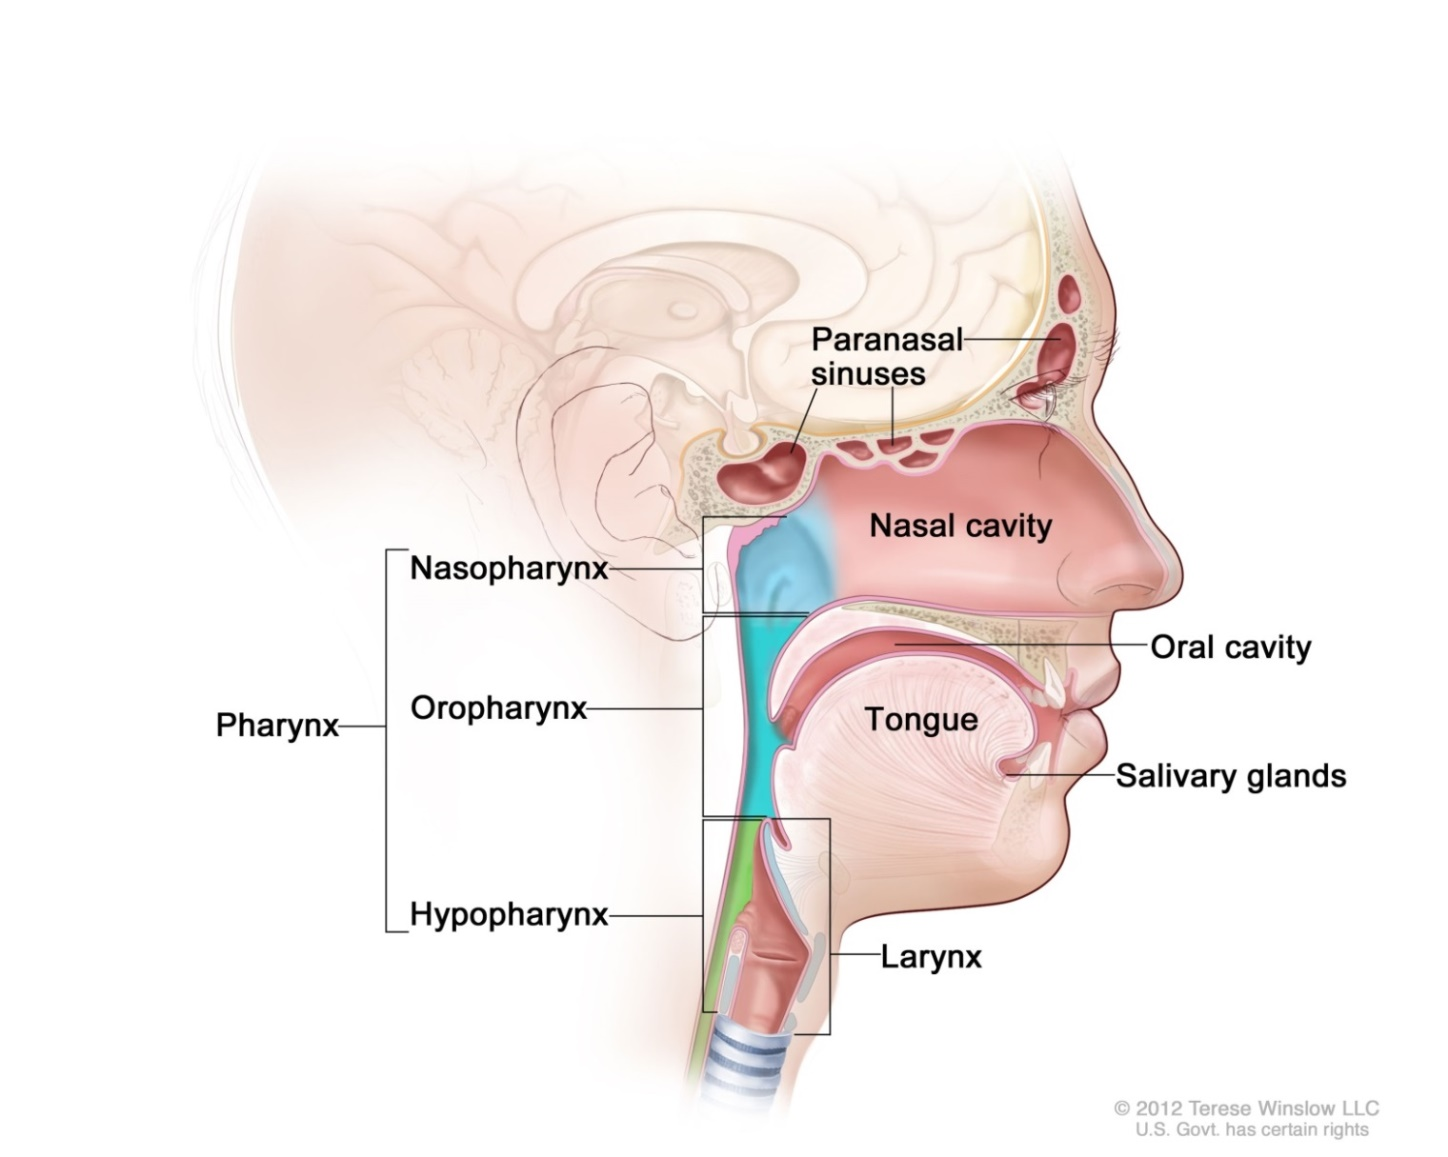 Paranasal
sinuses
Nasal cavity
Nasopharynx
Oral cavity
Oropharynx
Tongue
Pharynx
Salivary glands
Hypopharynx
Larynx
© 2012 Terese Winslow LLC
U.S. Govt. has certain rights